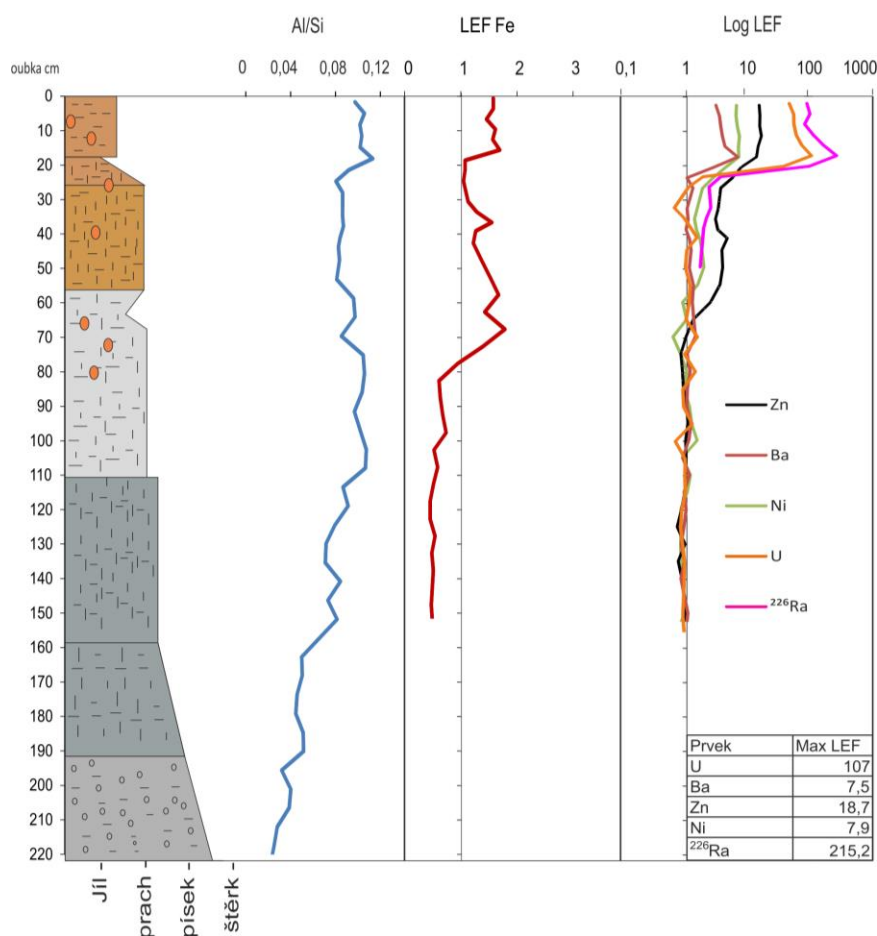 Al/Si
LEF Fe
Log LEF
oubka cm
0
0,04
0,08
0,12
0
1
2
3
0,1
1
10
100
1000
0
10
20
30
40
50
60
70
80
90
100
110
120
130
140
150
160
170
180
190
200
210
220
Zn
Ba
Ni
U
²²⁶Ra
Prvek Max LEF
U 107
Ba 7,5
Zn 18,7
Ni 7,9
²²⁶Ra 215,2
Jíl
prach
písek
štěrk